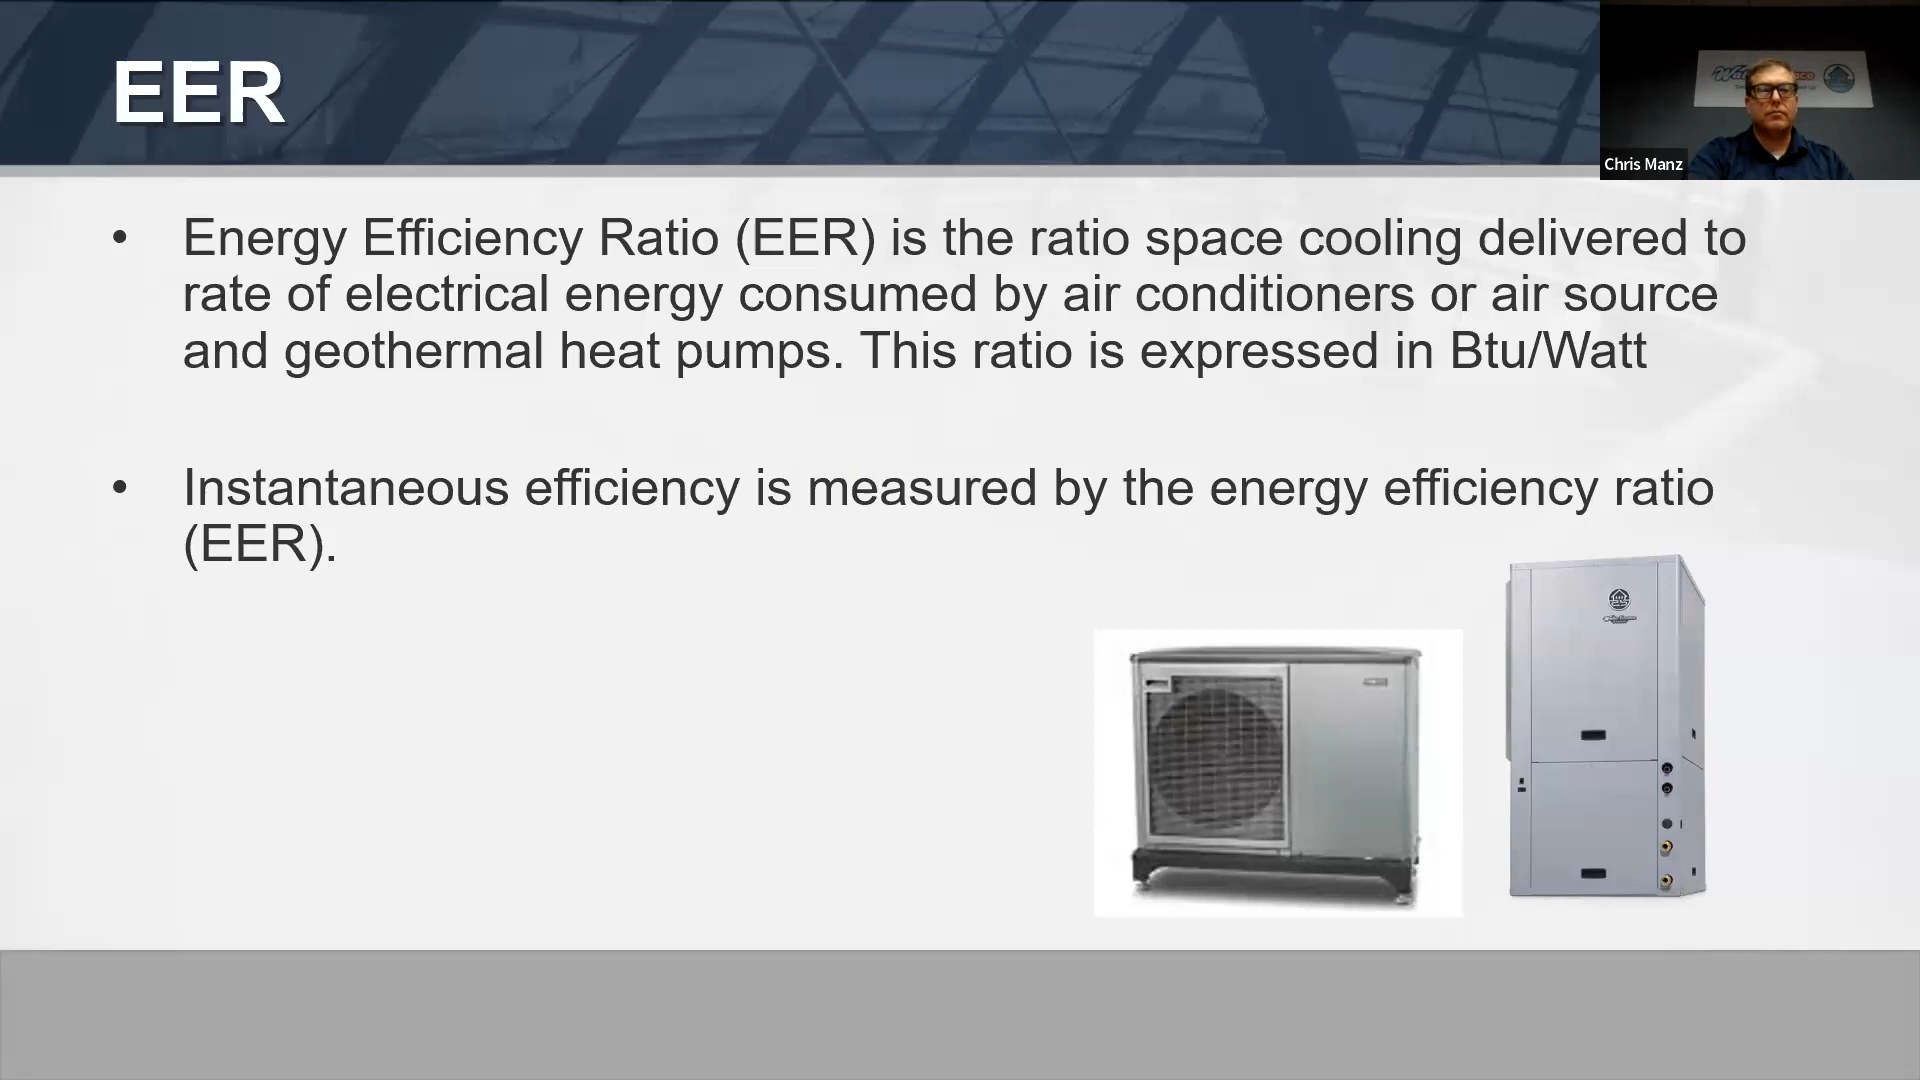 EER
Chris Manz
• Energy Efficiency Ratio (EER) is the ratio space cooling delivered to
rate of electrical energy consumed by air conditioners or air source
and geothermal heat pumps. This ratio is expressed in Btu/Watt
• Instantaneous efficiency is measured by the energy efficiency ratio
(EER).